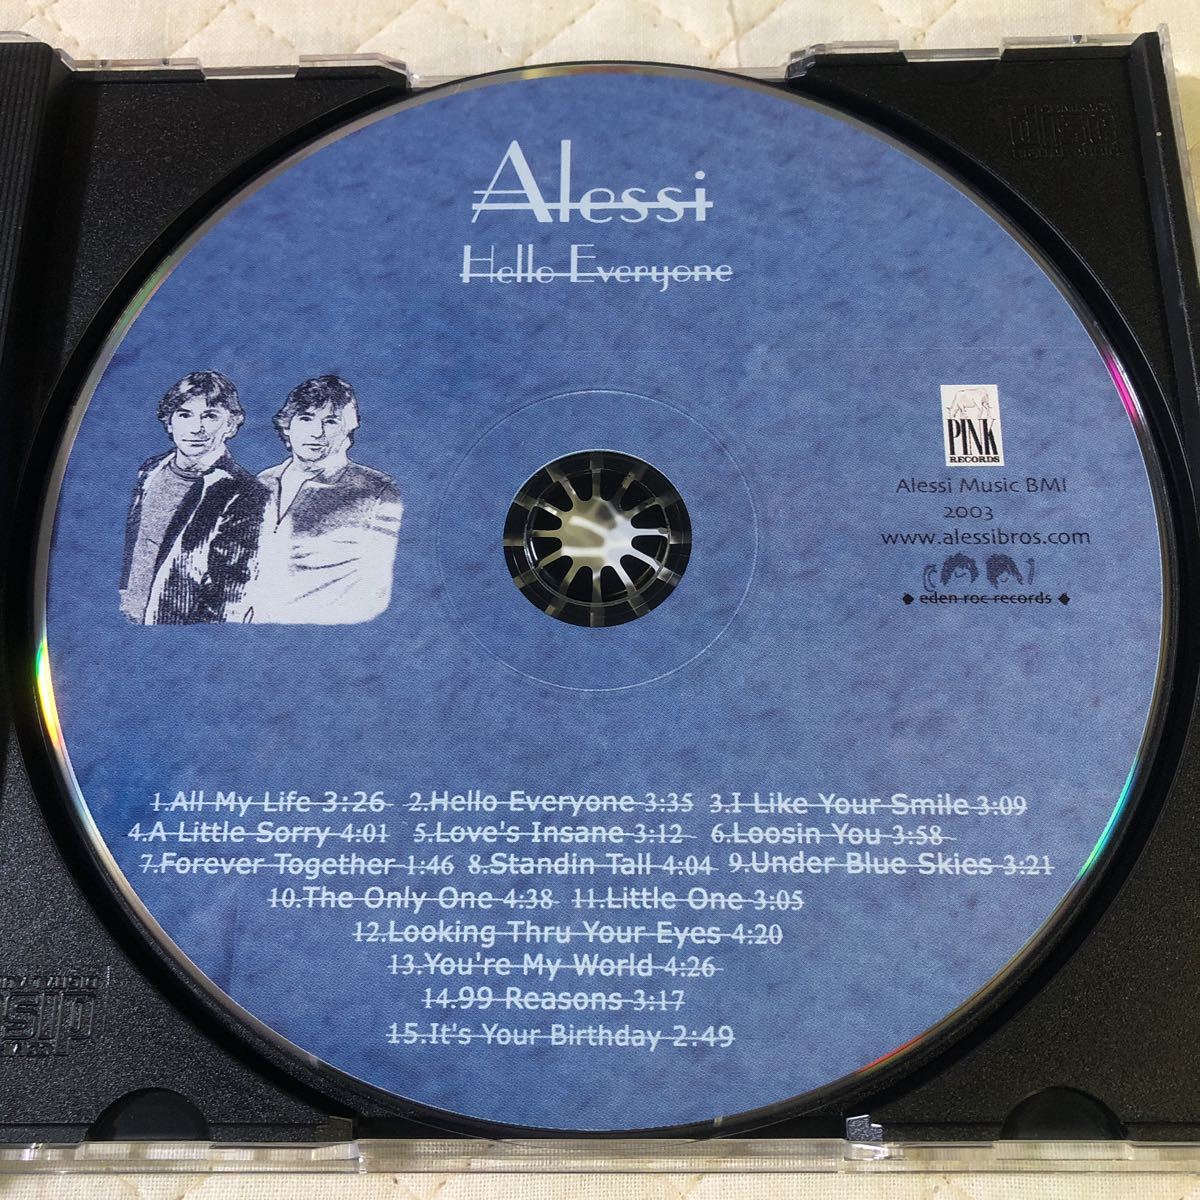 Alessi
Hello Everyone
PINK
RECORDS
Alessi Music BMI
2003
www.alessibros.com
eden roc records
1.All My Life 3:26 2.Hello Everyone 3:35 3.I Like Your Smile 3:09
4.A Little Sorry 4:01 5.Love's Insane 3:12 6.Loosin You 3:58
7.Forever Together 1:46 8.Standin Tall 4:04 9.Under Blue Skies 3:21
10.The Only One 4:38 11.Little One 3:05
12.Looking Thru Your Eyes 4:20
13.You're My World 4:26
14.99 Reasons 3:17
15.It's Your Birthday 2:49